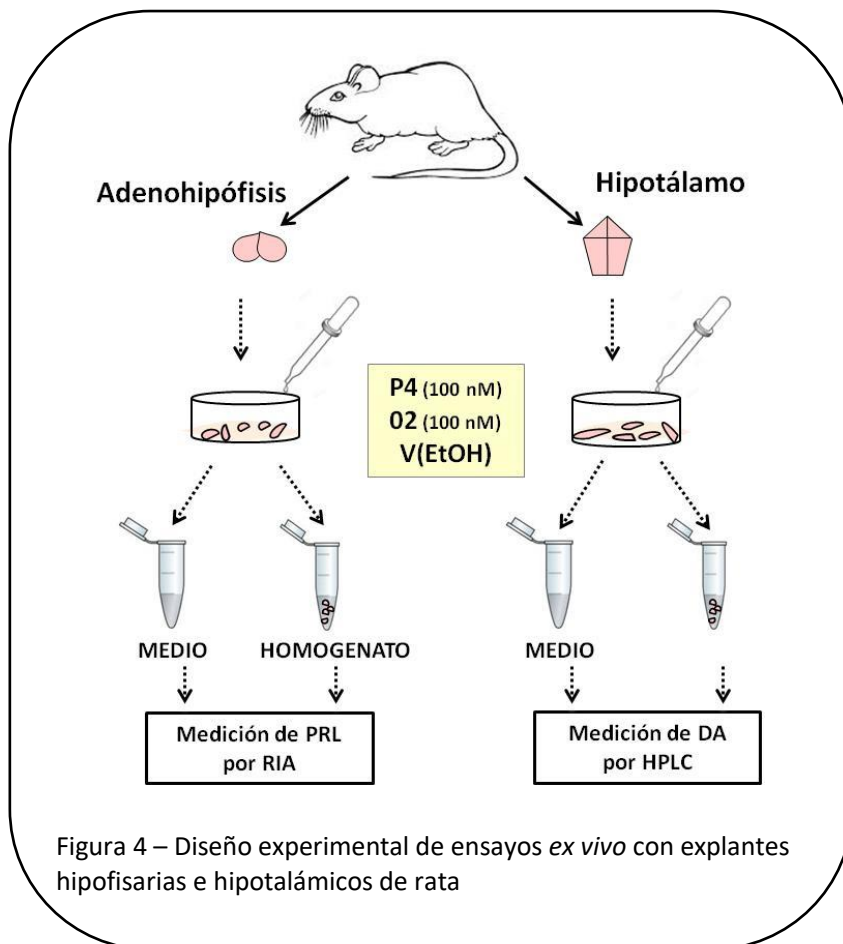 Adenohipófisis
Hipotálamo
P4 (100 nM)
02 (100 nM)
V(EtOH)
MEDIO
HOMOGENATO
MEDIO
Medición de PRL
por RIA
Medición de DA
por HPLC
Figura 4 – Diseño experimental de ensayos ex vivo con explantes
hipofisarias e hipotalámicos de rata